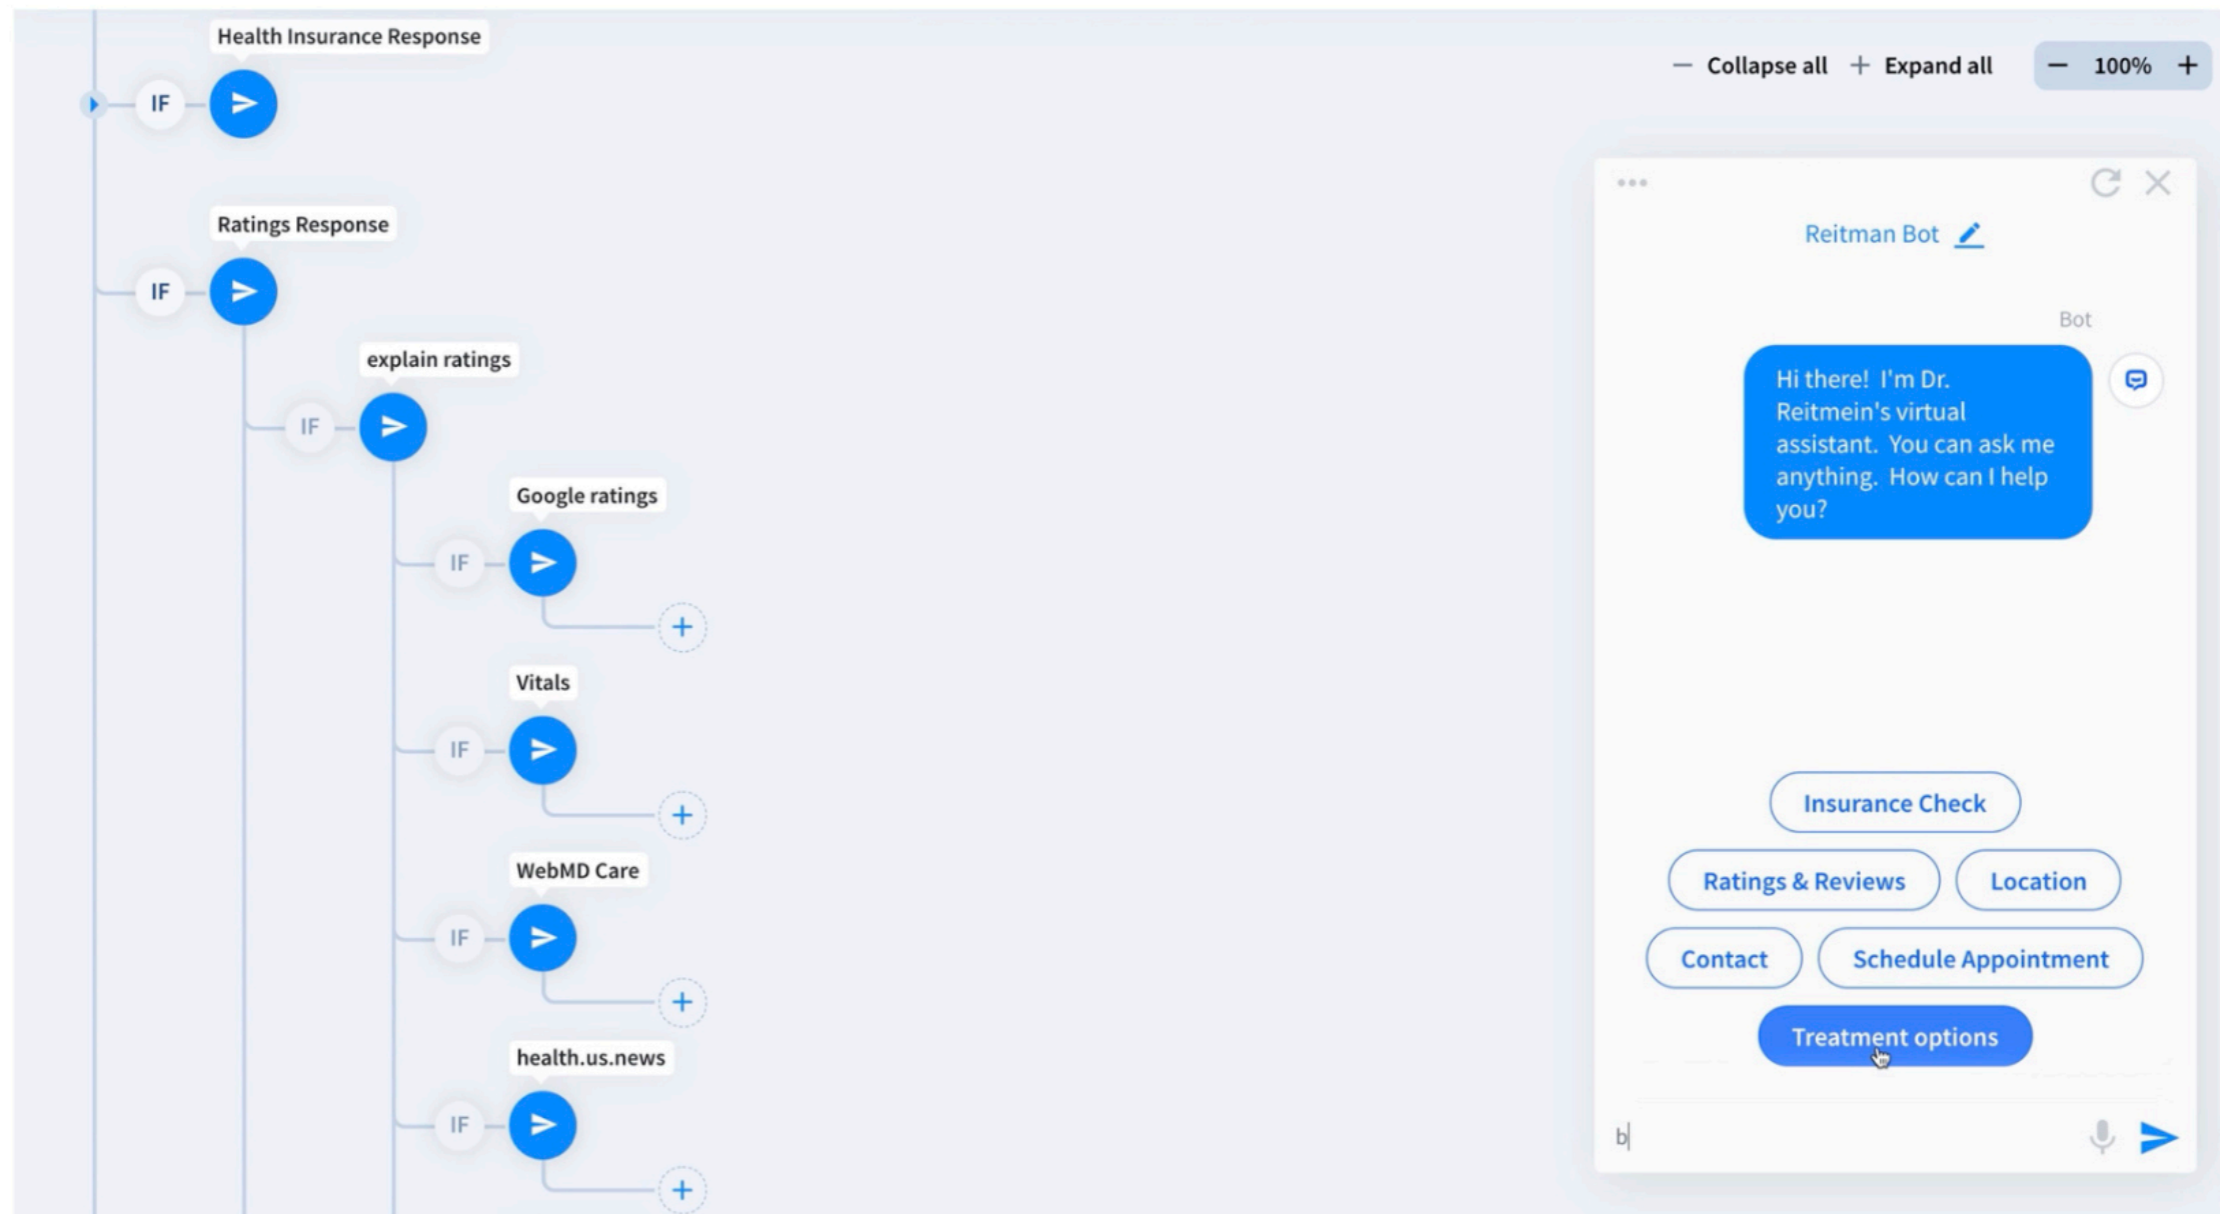 Health Insurance Response
IF
Ratings Response
IF
explain ratings
IF
Google ratings
IF
Vitals
IF
WebMD Care
IF
health.us.news
IF
Collapse all
Expand all
100%
Reitman Bot
Bot
Hi there! I'm Dr.
Reitmein's virtual
assistant. You can ask me
anything. How can I help
you?
Insurance Check
Ratings & Reviews
Location
Contact
Schedule Appointment
Treatment options
b